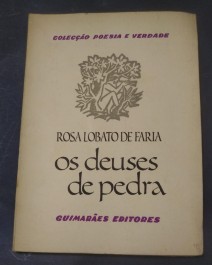 COLECÇÃO POESIA E VERDADE
ROSA LOBATO DE FARIA
os deuses
de pedra
GUIMARÃES EDITORES